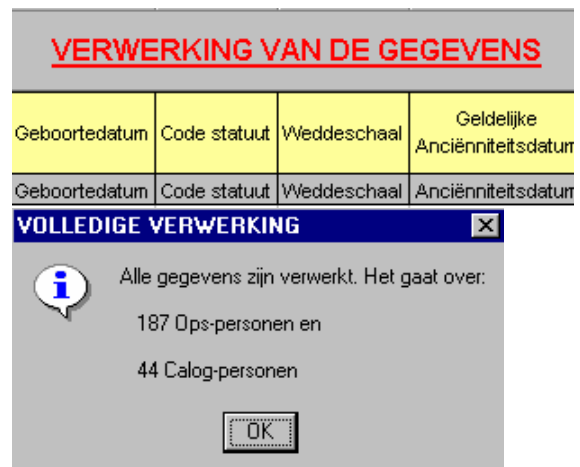 VERWERKING VAN DE GEGEVENS
Geboortedatum Code statuut Weddeschaal Geldelijke Anciënniteitsdatum
Geboortedatum Code statuut Weddeschaal Anciënniteitsdatum
VOLLEDIGE VERWERKING
Alle gegevens zijn verwerkt. Het gaat over:
187 Ops-personen en
44 Calog-personen
OK